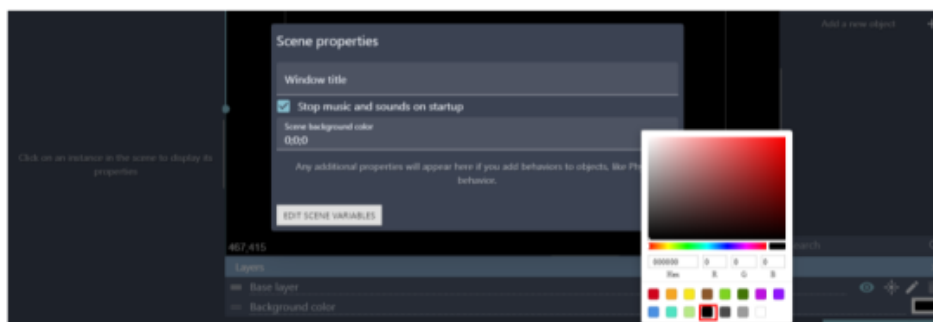 Add a new object
Scene properties
Window title
Stop music and sounds on startup
Scene background color
0;0;0
Click on an instance in the scene to display its
properties
Any additional properties will appear here if you add behaviors to objects, like
behavior.
EDIT SCENE VARIABLES
467;415
Layers
Base layer
Background color
000000 0 0 0
Hex R G B